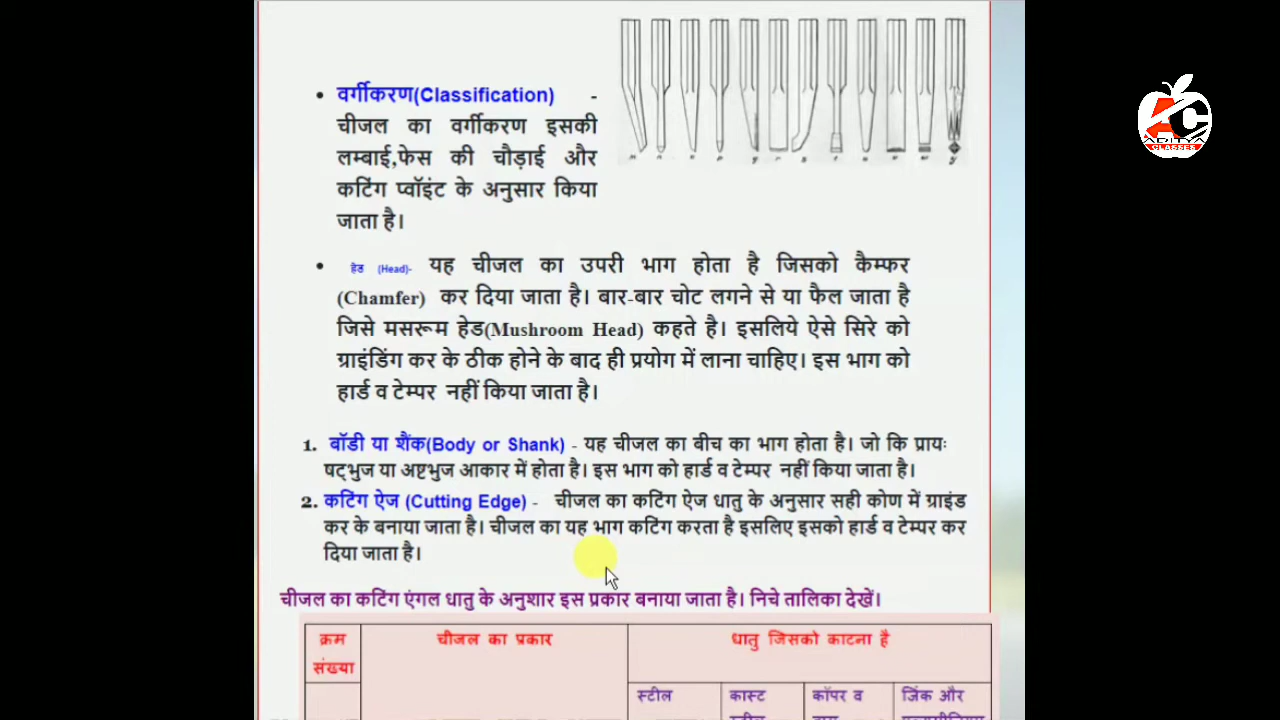 वर्गीकरण(Classification) -
चीजल का वर्गीकरण इसकी
लम्बाई,फेस की चौड़ाई और
कटिंग प्वॉइंट के अनुसार किया
जाता है।
हेड (Head)- यह चीजल का उपरी भाग होता है जिसको कैम्फर
(Chamfer) कर दिया जाता है। बार-बार चोट लगने से या फैल जाता है
जिसे मसरूम हेड(Mushroom Head) कहते है। इसलिये ऐसे सिरे को
ग्राइंडिंग कर के ठीक होने के बाद ही प्रयोग में लाना चाहिए। इस भाग को
हार्ड व टेम्पर नहीं किया जाता है।
1. बॉडी या शैंक(Body or Shank) - यह चीजल का बीच का भाग होता है। जो कि प्रायः
षट्भुज या अष्टभुज आकार में होता है। इस भाग को हार्ड व टेम्पर नहीं किया जाता है।
2. कटिंग ऐज (Cutting Edge) - चीजल का कटिंग ऐज धातु के अनुसार सही कोण में ग्राइंड
कर के बनाया जाता है। चीजल का यह भाग कटिंग करता है इसलिए इसको हार्ड व टेम्पर कर
दिया जाता है।
चीजल का कटिंग एंगल धातु के अनुशार इस प्रकार बनाया जाता है। निचे तालिका देखें।
क्रम चीजल का प्रकार धातु जिसको काटना है
संख्या
स्टील कास्ट कॉपर व जिंक और
AC
ADITYA
CLASSES